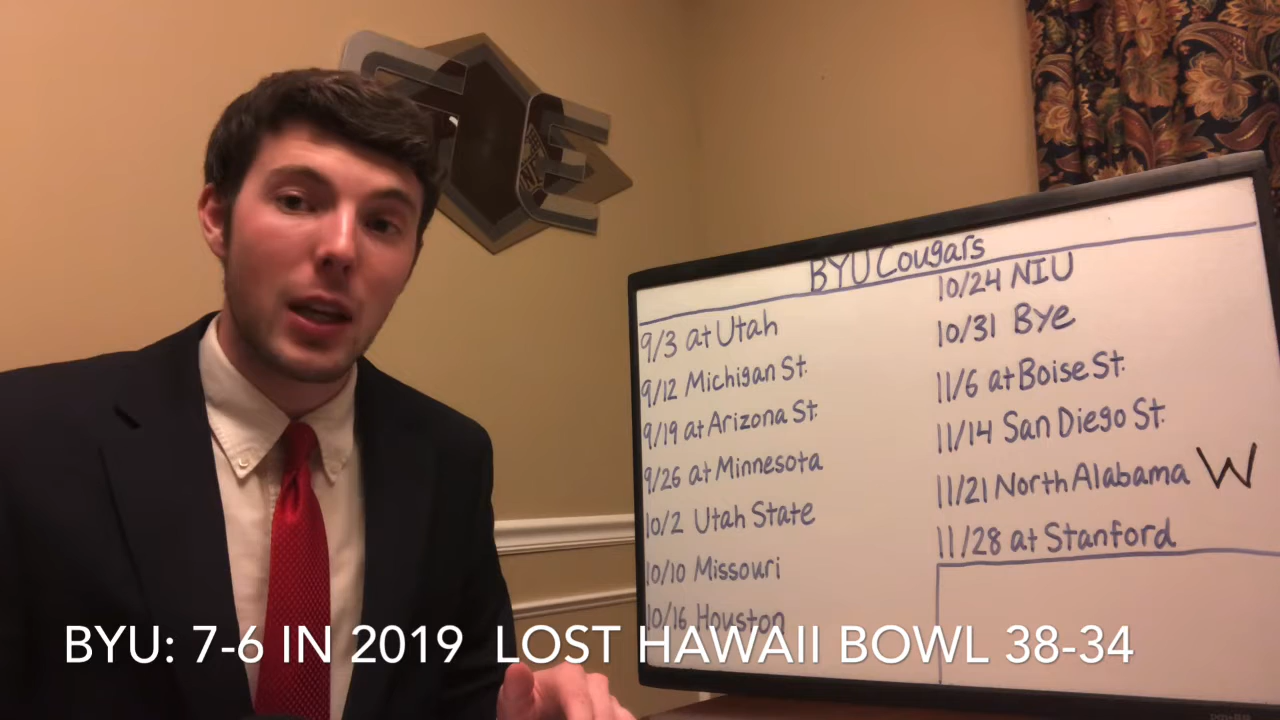 BYU Cougars
9/3 at Utah
9/12 Michigan St.
9/19 at Arizona St.
9/26 at Minnesota
10/2 Utah State
10/10 Missouri
10/16 Houston
10/24 NIU
10/31 Bye
11/6 at Boise St.
11/14 San Diego St.
11/21 North Alabama W
11/28 at Stanford
BYU: 7-6 IN 2019 LOST HAWAII BOWL 38-34